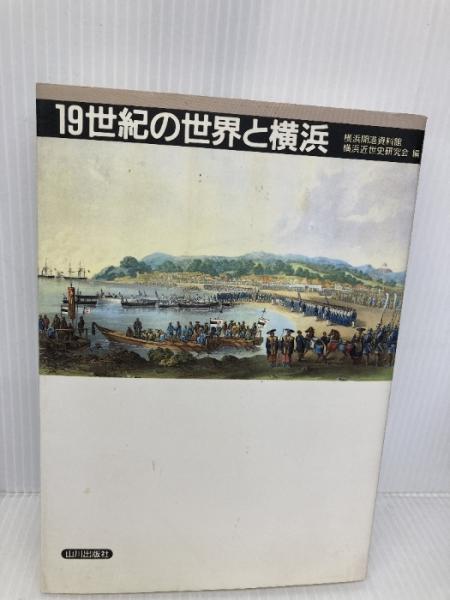 19世紀の世界と横浜
横浜開港資料館
横浜近世史研究会 編
山川出版社